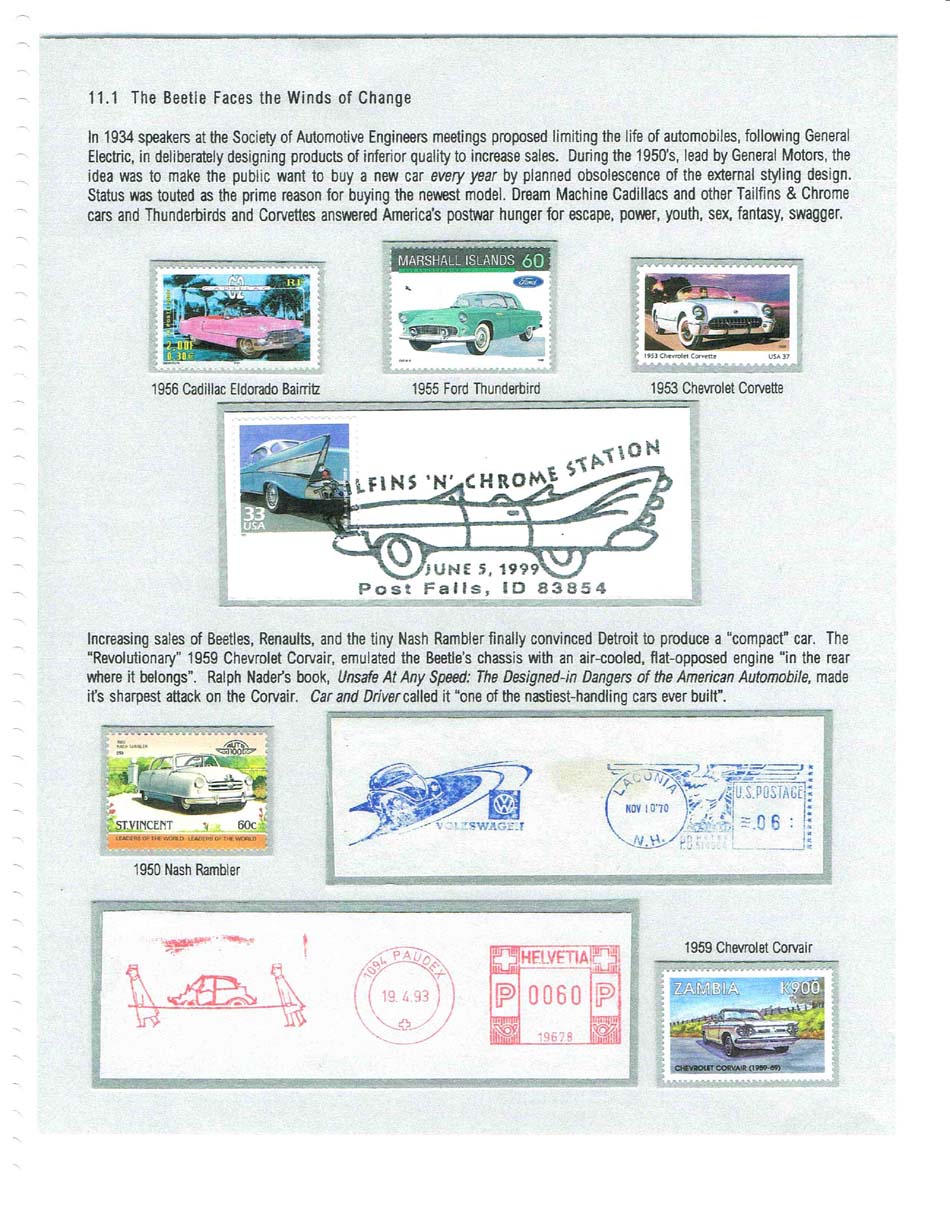 11.1 The Beetle Faces the Winds of Change
In 1934 speakers at the Society of Automotive Engineers meetings proposed limiting the life of automobiles, following General
Electric, in deliberately designing products of inferior quality to increase sales. During the 1950's, lead by General Motors, the
idea was to make the public want to buy a new car every year by planned obsolescence of the external styling design.
Status was touted as the prime reason for buying the newest model. Dream Machine Cadillacs and other Tailfins & Chrome
cars and Thunderbirds and Corvettes answered America's postwar hunger for escape, power, youth, sex, fantasy, swagger.
RF
2.00F
0.30€
MARSHALL ISLANDS 60
Ford
1953 Chevrolet Corvette USA 37
1956 Cadillac Eldorado Bairritz
1955 Ford Thunderbird
1953 Chevrolet Corvette
33
USA
ILFINS 'N' CHROME STATION
JUNE 5, 1999
Post Falls, ID 83854
Increasing sales of Beetles, Renaults, and the tiny Nash Rambler finally convinced Detroit to produce a "compact" car. The
"Revolutionary" 1959 Chevrolet Corvair, emulated the Beetle's chassis with an air-cooled, flat-opposed engine "in the rear
where it belongs". Ralph Nader's book, Unsafe At Any Speed: The Designed-in Dangers of the American Automobile, made
it's sharpest attack on the Corvair. Car and Driver called it "one of the nastiest-handling cars ever built".
NASH RAMBLER
AUTO
100
ST.VINCENT 60c
LEADERS OF THE WORLD LEADERS OF THE WORLD
1950 Nash Rambler
VW
VOLKSWAGEN
LACONIA
NOV 10'70
N.H.
U.S. POSTAGE
.06
1094 PAUDEX
19.4.93
HELVETIA
P 0060 P
19678
1959 Chevrolet Corvair
ZAMBIA K900
CHEVROLET CORVAIR (1959-69)